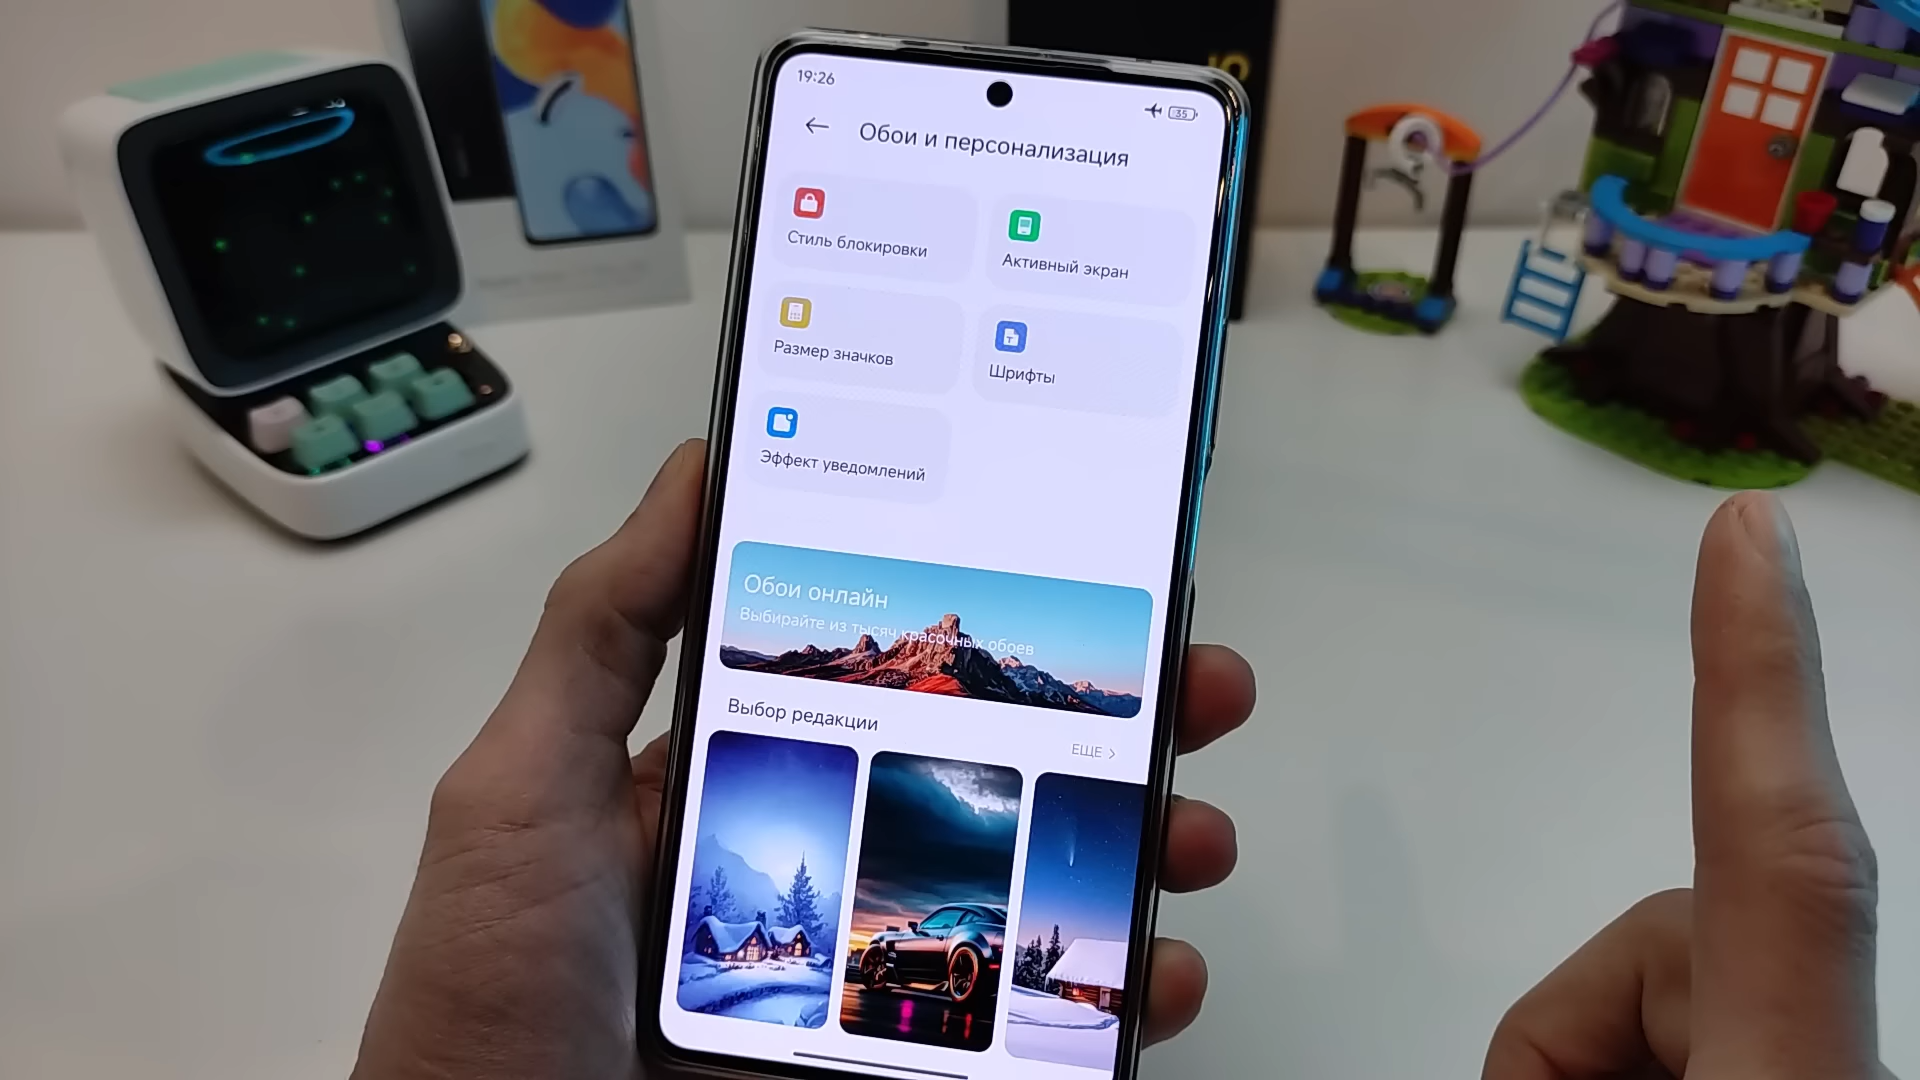 19:26
35
Обои и персонализация
Стиль блокировки
Активный экран
Размер значков
Шрифты
Эффект уведомлений
Обои онлайн
Выбирайте из тысяч красочных обоев
Выбор редакции
ЕЩЕ